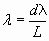 λ = dλ / L